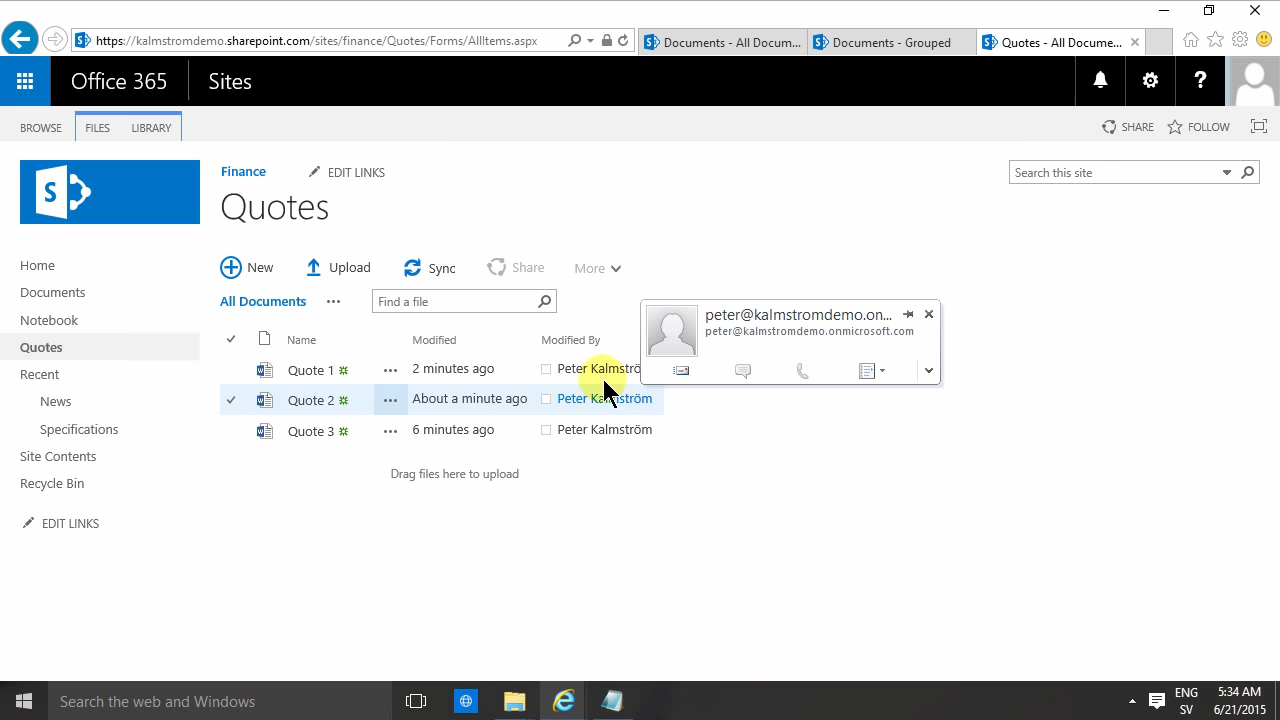 https://kalmstromdemo.sharepoint.com/sites/finance/Quotes/Forms/AllItems.aspx
Documents - All Docum...
Documents - Grouped
Quotes - All Docume...
Office 365
Sites
BROWSE
FILES
LIBRARY
SHARE
FOLLOW
Finance
EDIT LINKS
Search this site
Quotes
Home
Documents
Notebook
Quotes
Recent
News
Specifications
Site Contents
Recycle Bin
EDIT LINKS
New
Upload
Sync
Share
More
All Documents
Find a file
Name
Modified
Modified By
Quote 1
2 minutes ago
Peter Kalmströ
Quote 2
About a minute ago
Peter Kalmström
Quote 3
6 minutes ago
Peter Kalmström
Drag files here to upload
peter@kalmstromdemo.on...
peter@kalmstromdemo.onmicrosoft.com
Search the web and Windows
ENG
SV
5:34 AM
6/21/2015